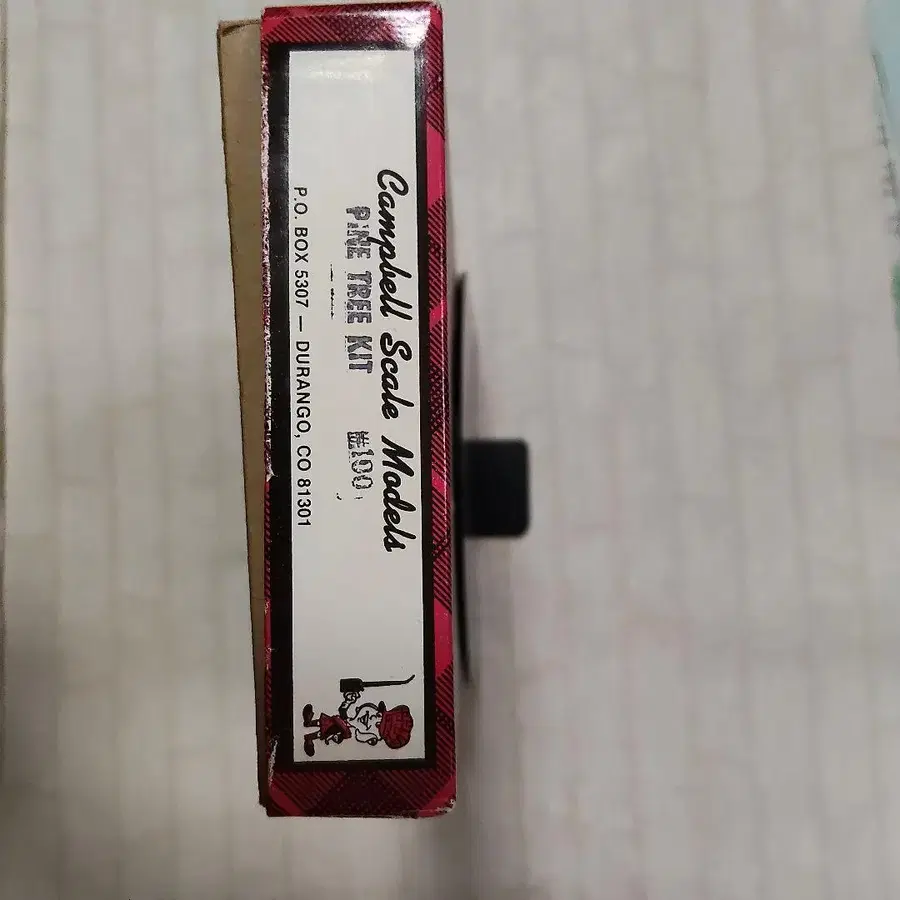 Campbell Scale Models
PINE TREE KIT #100
P.O. BOX 5307 — DURANGO, CO 81301